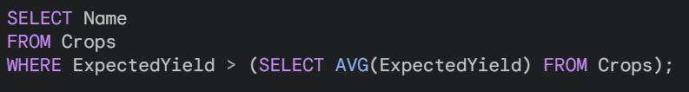 SELECT Name
FROM Crops
WHERE ExpectedYield > (SELECT AVG(ExpectedYield) FROM Crops);